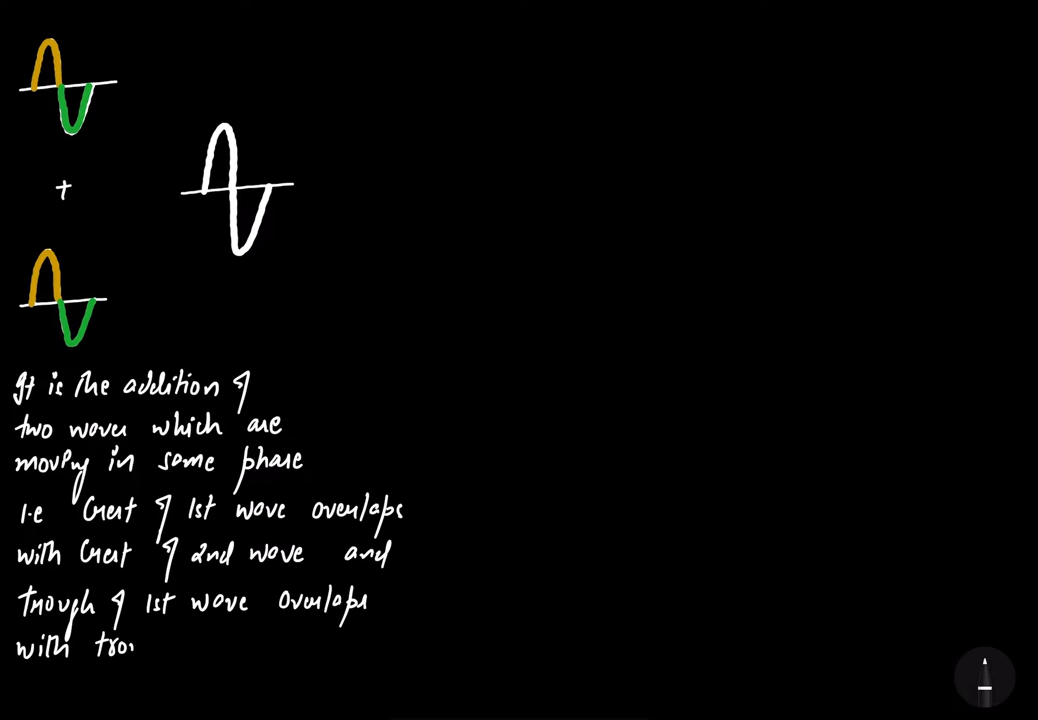 +
It is the addition of
two waves which are
moving in same phase
i.e Crest of 1st wave overlaps
with Crest of 2nd wave and
trough of 1st wave overlaps
with trou